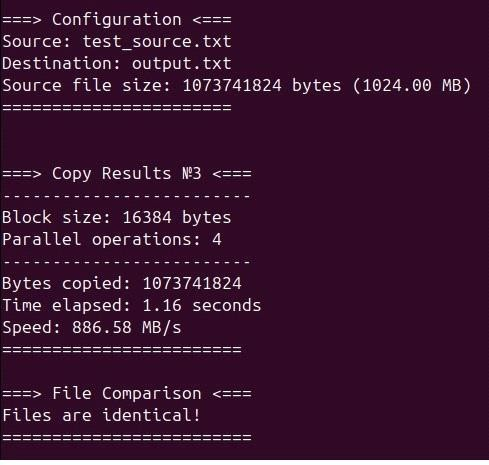 ===> Configuration <===
Source: test_source.txt
Destination: output.txt
Source file size: 1073741824 bytes (1024.00 MB)
=======================
===> Copy Results №3 <===
-------------------------
Block size: 16384 bytes
Parallel operations: 4
-------------------------
Bytes copied: 1073741824
Time elapsed: 1.16 seconds
Speed: 886.58 MB/s
========================
===> File Comparison <===
Files are identical!
=========================